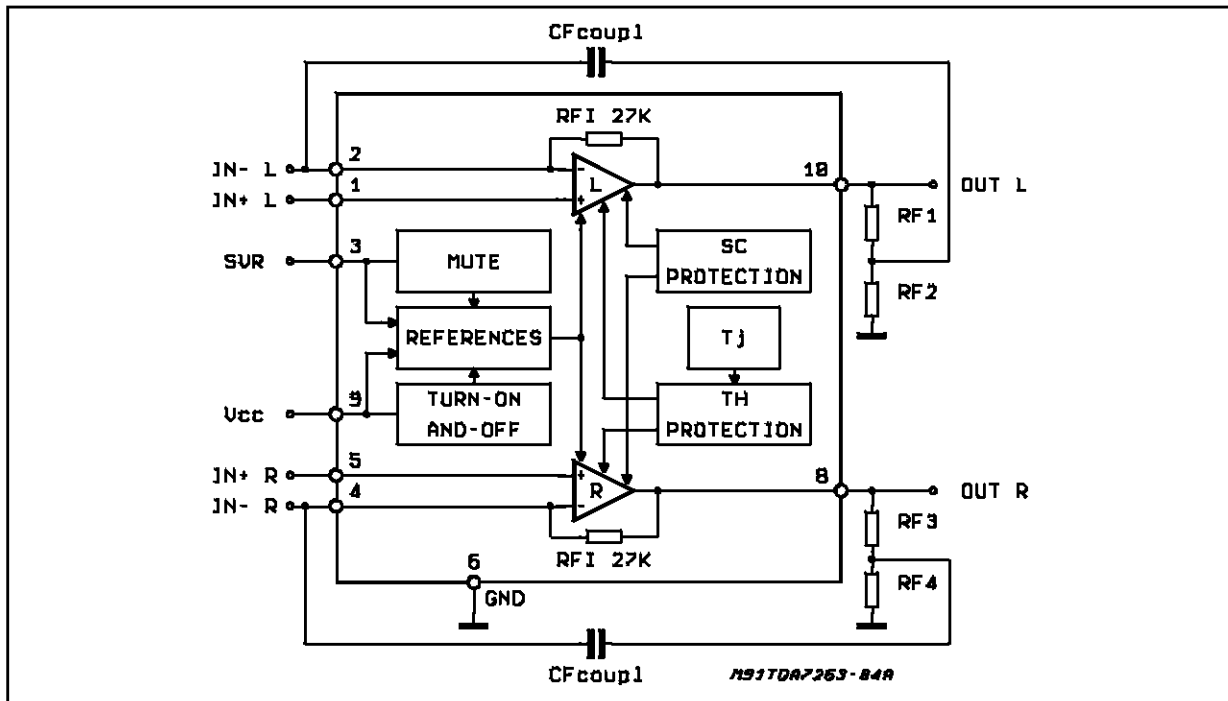 CFcoupl
RFI 27K
IN- L
2
L
10
OUT L
IN+ L
1
RF1
SVR
3
MUTE
SC
PROTECTION
RF2
REFERENCES
Tj
Vcc
9
TURN-ON
AND-OFF
TH
PROTECTION
IN+ R
5
R
8
OUT R
IN- R
4
RF3
RFI 27K
6
GND
RF4
CFcoupl
M91TDA7263-84A